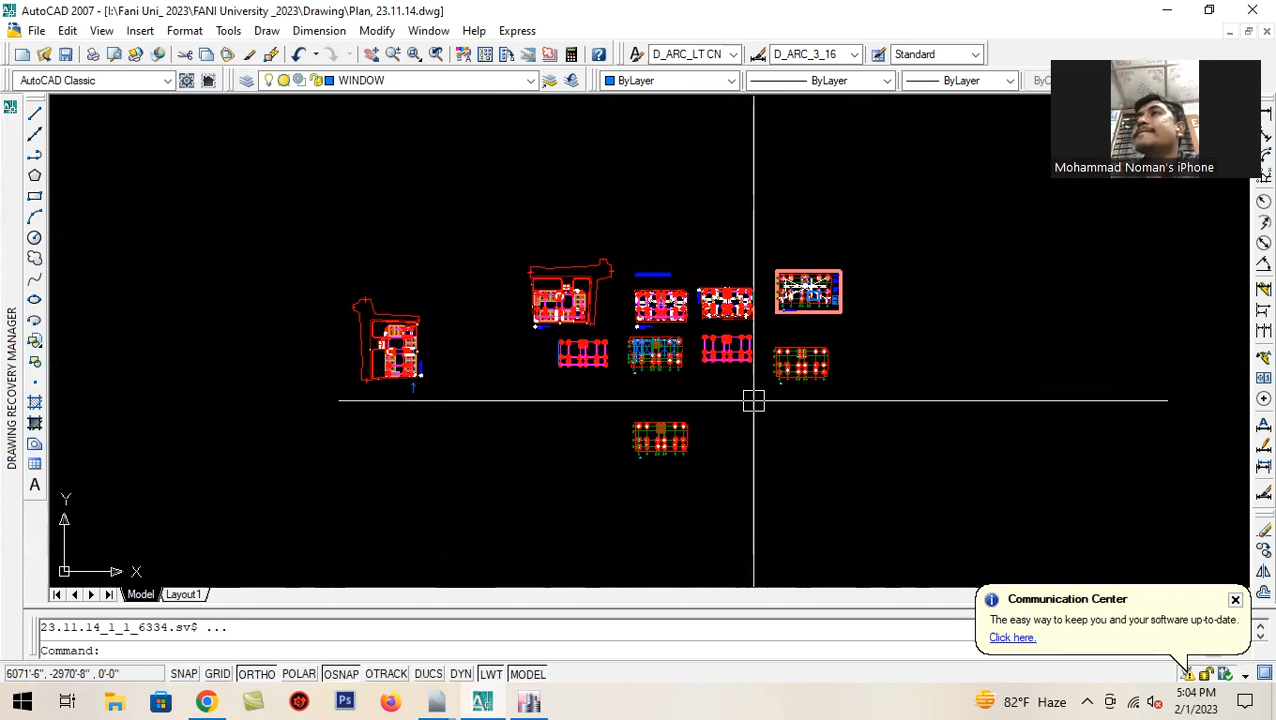 AutoCAD 2007 - [I:\Fani Uni_ 2023\FANI University _2023\Drawing\Plan, 23.11.14.dwg]
File Edit View Insert Format Tools Draw Dimension Modify Window Help Express
D_ARC_LT CN D_ARC_3_16 Standard
AutoCAD Classic WINDOW ByLayer ByLayer ByLayer
Mohammad Noman's iPhone
DRAWING RECOVERY MANAGER
Y
X
Model Layout1
Communication Center
The easy way to keep you and your software up-to-date.
Click here.
23.11.14_1_1_6334.sv$ ...
Command:
6071'-6", -2970'-8" , 0'-0" SNAP GRID ORTHO POLAR OSNAP OTRACK DUCS DYN LWT MODEL
82°F Haze
5:04 PM
2/1/2023